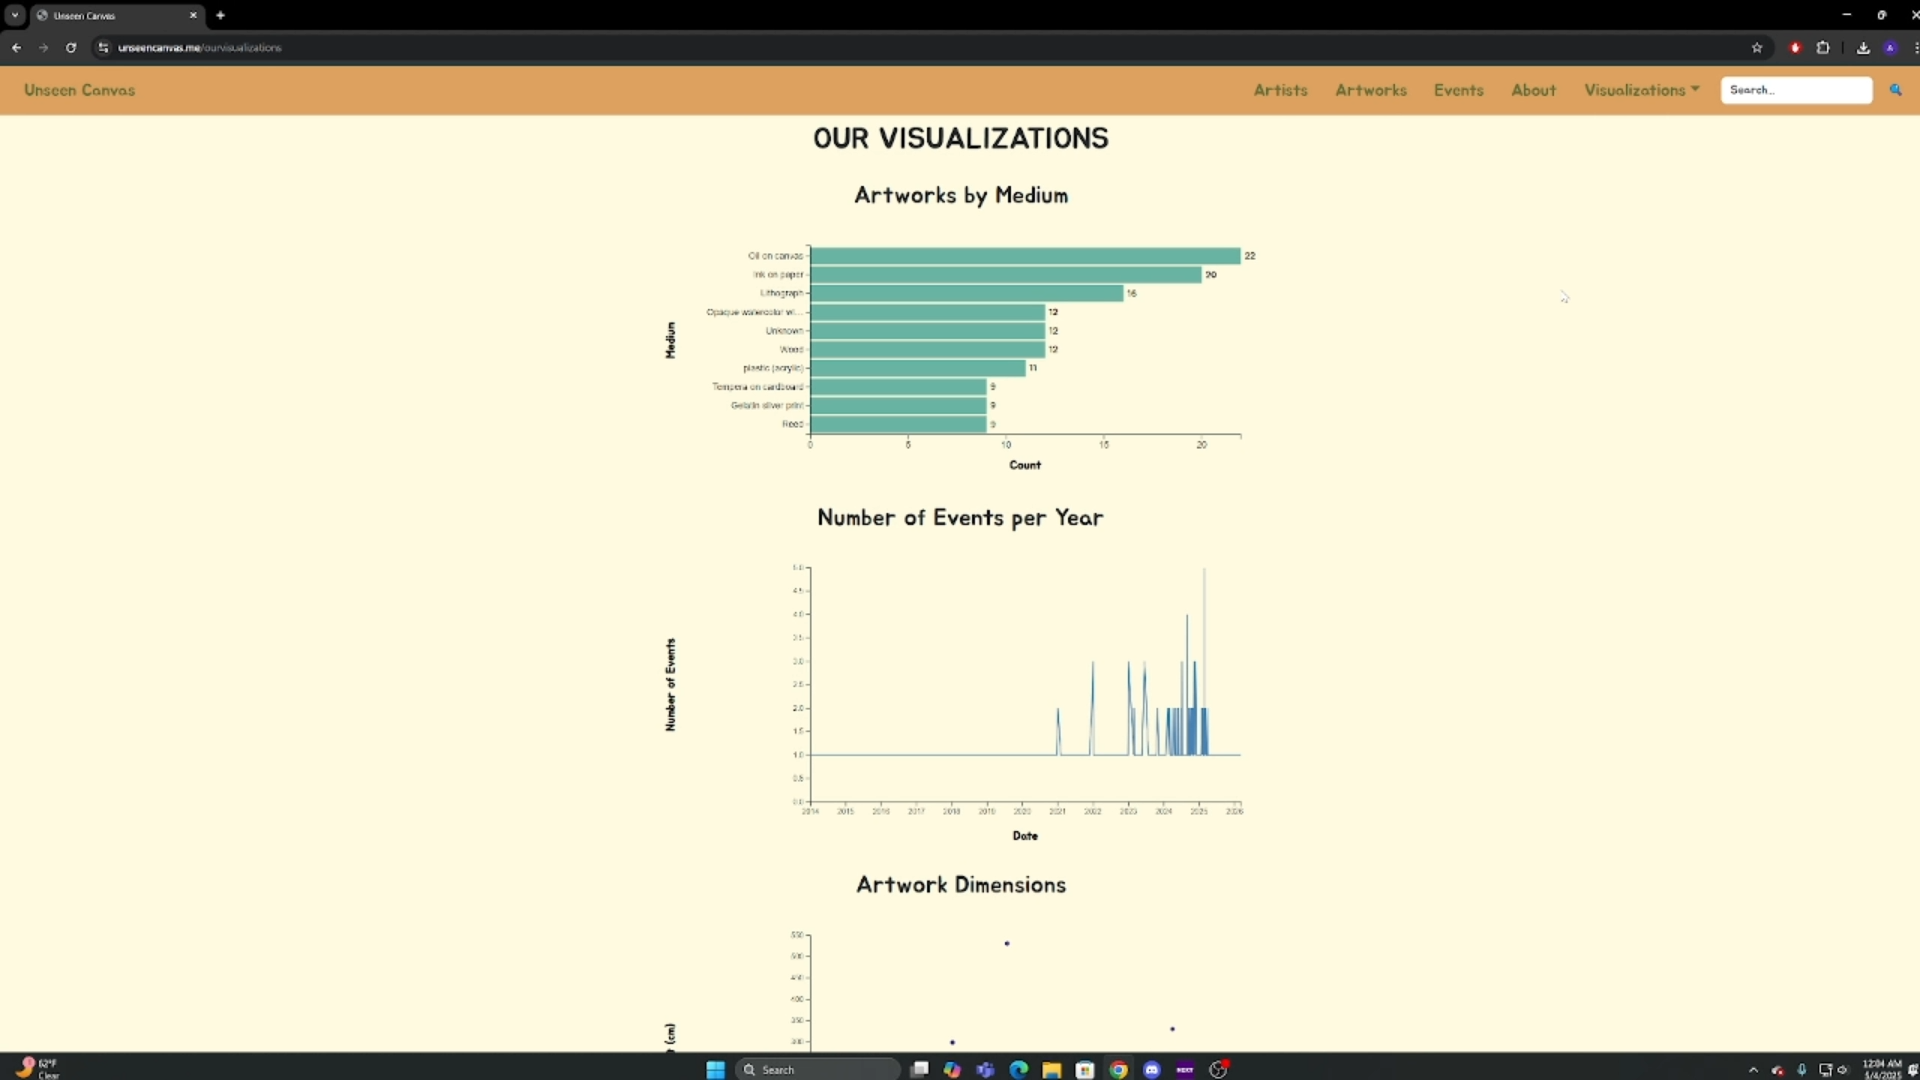 Unseen Canvas
unseencanvas.me/ourvisualizations
Unseen Canvas
Artists Artworks Events About Visualizations
Search..
OUR VISUALIZATIONS
Artworks by Medium
Medium
Oil on canvas 22
Ink on paper 20
Lithograph 16
Opaque watercolor wi... 12
Unknown 12
Wood 12
plastic (acrylic) 11
Tempera on cardboard 9
Gelatin silver print 9
Reed 9
0 5 10 15 20
Count
Number of Events per Year
Number of Events
5.0
4.5
4.0
3.5
3.0
2.5
2.0
1.5
1.0
0.5
0.0
2014 2015 2016 2017 2018 2019 2020 2021 2022 2023 2024 2025 2026
Date
Artwork Dimensions
(cm)
550
500
450
400
350
300
62°F
Clear
Search
NEXT
12:04 AM
5/4/2025